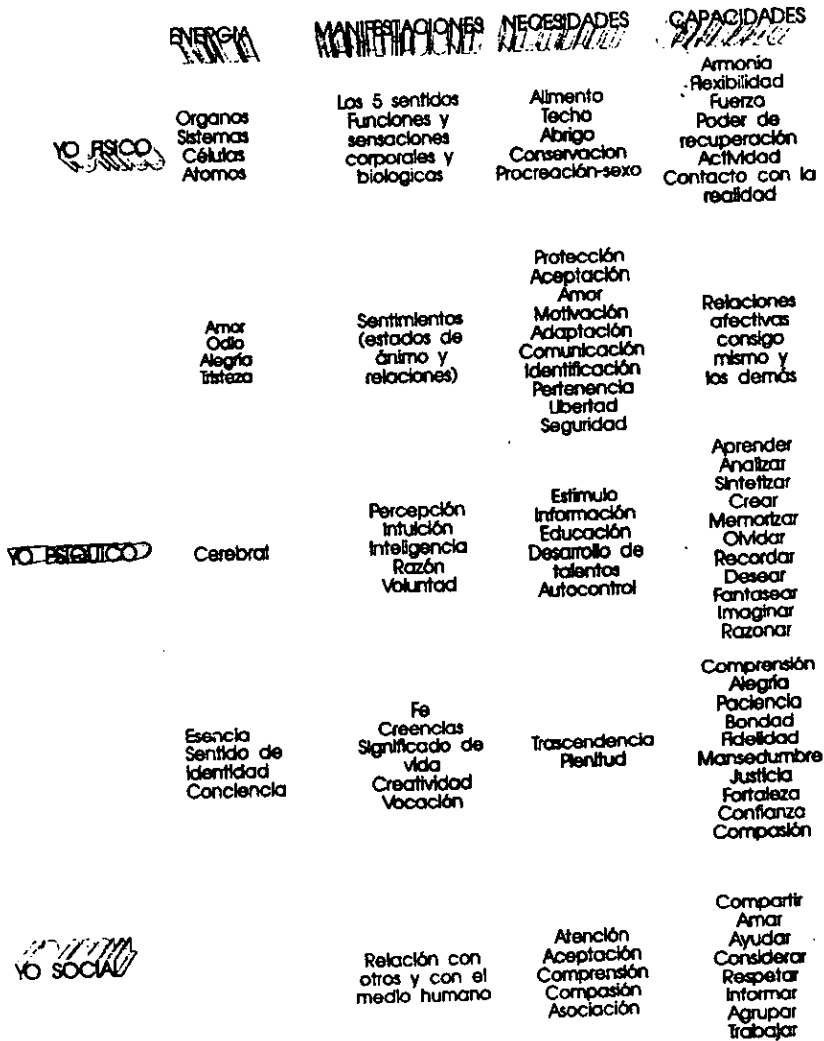 ENERGIA MANIFESTACIONES NECESIDADES CAPACIDADES
YO FISICO
Organos
Sistemas
Células
Atomos
Los 5 sentidos
Funciones y
sensaciones
corporales y
biologicas
Alimento
Techo
Abrigo
Conservacion
Procreación-sexo
Armonía
Flexibilidad
Fuerza
Poder de
recuperación
Actividad
Contacto con la
realidad
Amor
Odio
Alegría
Tristeza
Sentimientos
(estados de
ánimo y
relaciones)
Protección
Aceptación
Amor
Motivación
Adaptación
Comunicación
Identificación
Pertenencia
Libertad
Seguridad
Relaciones
afectivas
consigo
mismo y
los demás
YO PSIQUICO
Cerebral
Percepción
Intuición
Inteligencia
Razón
Voluntad
Estímulo
Información
Educación
Desarrollo de
talentos
Autocontrol
Aprender
Analizar
Sintetizar
Crear
Memorizar
Olvidar
Recordar
Desear
Fantasear
Imaginar
Razonar
Esencia
Sentido de
identidad
Conciencia
Fe
Creencias
Significado de
vida
Creatividad
Vocación
Trascendencia
Plenitud
Comprensión
Alegría
Paciencia
Bondad
Fidelidad
Mansedumbre
Justicia
Fortaleza
Confianza
Compasión
YO SOCIAL
Relación con
otros y con el
medio humano
Atención
Aceptación
Comprensión
Compasión
Asociación
Compartir
Amar
Ayudar
Considerar
Respetar
Informar
Agrupar
Trabajar